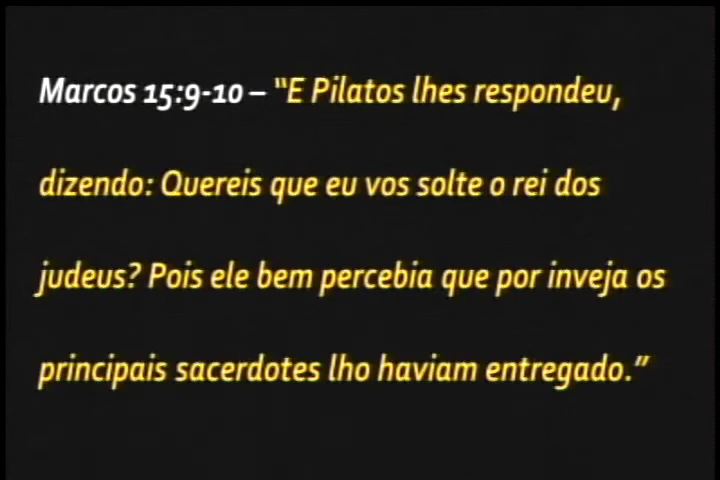 Marcos 15:9-10 – “E Pilatos lhes respondeu,
dizendo: Quereis que eu vos solte o rei dos
judeus? Pois ele bem percebia que por inveja os
principais sacerdotes lho haviam entregado.”